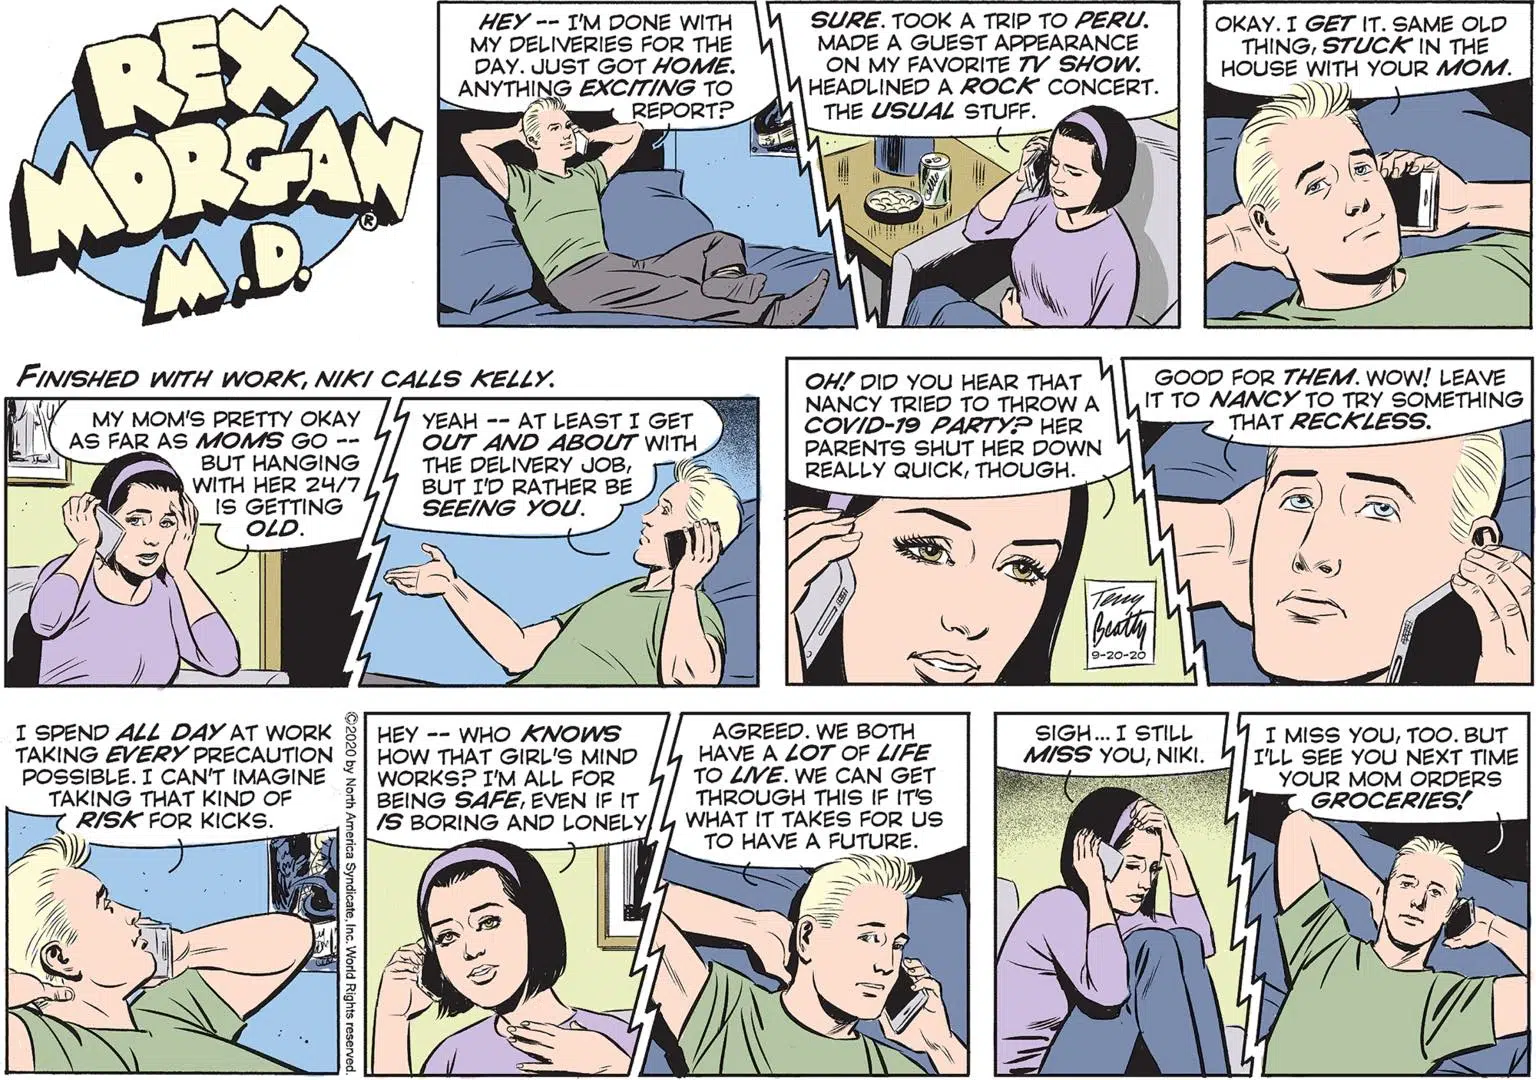 REX
MORGAN
M.D.
®
HEY -- I'M DONE WITH
MY DELIVERIES FOR THE
DAY. JUST GOT HOME.
ANYTHING EXCITING TO
REPORT?
SURE. TOOK A TRIP TO PERU.
MADE A GUEST APPEARANCE
ON MY FAVORITE TV SHOW.
HEADLINED A ROCK CONCERT.
THE USUAL STUFF.
OKAY. I GET IT. SAME OLD
THING, STUCK IN THE
HOUSE WITH YOUR MOM.
FINISHED WITH WORK, NIKI CALLS KELLY.
MY MOM'S PRETTY OKAY
AS FAR AS MOMS GO --
BUT HANGING
WITH HER 24/7
IS GETTING
OLD.
YEAH -- AT LEAST I GET
OUT AND ABOUT WITH
THE DELIVERY JOB,
BUT I'D RATHER BE
SEEING YOU.
OH! DID YOU HEAR THAT
NANCY TRIED TO THROW A
COVID-19 PARTY? HER
PARENTS SHUT HER DOWN
REALLY QUICK, THOUGH.
Terry
Beatty
9-20-20
GOOD FOR THEM. WOW! LEAVE
IT TO NANCY TO TRY SOMETHING
THAT RECKLESS.
I SPEND ALL DAY AT WORK
TAKING EVERY PRECAUTION
POSSIBLE. I CAN'T IMAGINE
TAKING THAT KIND OF
RISK FOR KICKS.
©2020 by North America Syndicate, Inc. World Rights reserved.
HEY -- WHO KNOWS
HOW THAT GIRL'S MIND
WORKS? I'M ALL FOR
BEING SAFE, EVEN IF IT
IS BORING AND LONELY
AGREED. WE BOTH
HAVE A LOT OF LIFE
TO LIVE. WE CAN GET
THROUGH THIS IF IT'S
WHAT IT TAKES FOR US
TO HAVE A FUTURE.
SIGH... I STILL
MISS YOU, NIKI.
I MISS YOU, TOO. BUT
I'LL SEE YOU NEXT TIME
YOUR MOM ORDERS
GROCERIES!